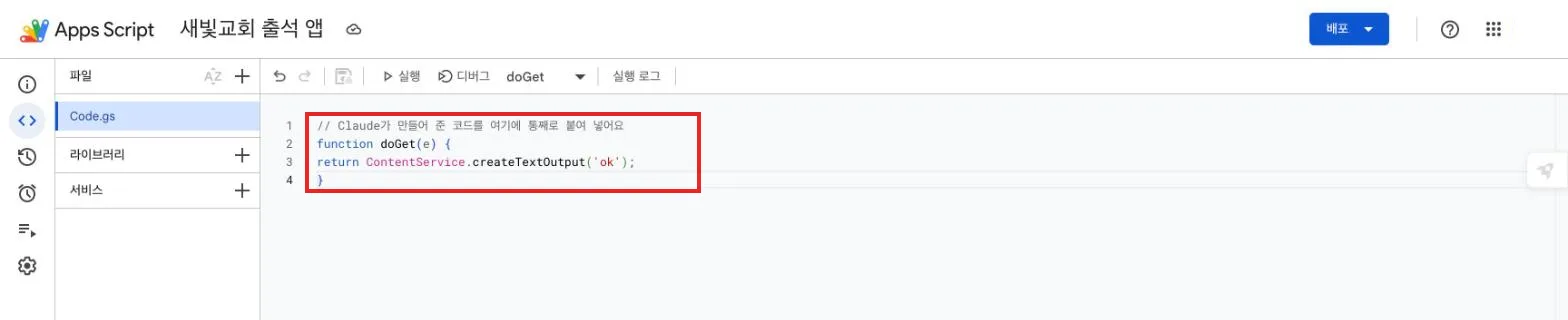 Apps Script 새빛교회 출석 앱
배포
파일
AZ
실행 디버그 doGet 실행 로그
Code.gs
라이브러리
서비스
1 // Claude가 만들어 준 코드를 여기에 통째로 붙여 넣어요
2 function doGet(e) {
3 return ContentService.createTextOutput('ok');
4 }